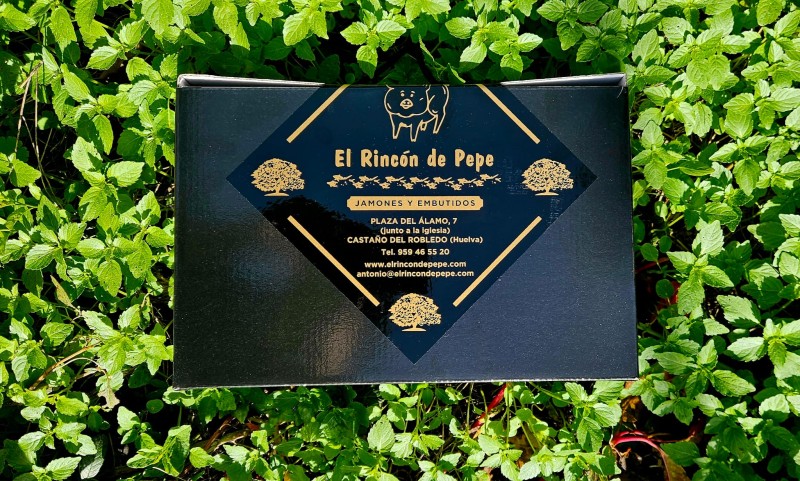 El Rincón de Pepe
JAMONES Y EMBUTIDOS
PLAZA DEL ÁLAMO, 7
(junto a la iglesia)
CASTAÑO DEL ROBLEDO (Huelva)
Tel. 959 46 55 20
www.elrincondepepe.com
antonio@elrincondepepe.com